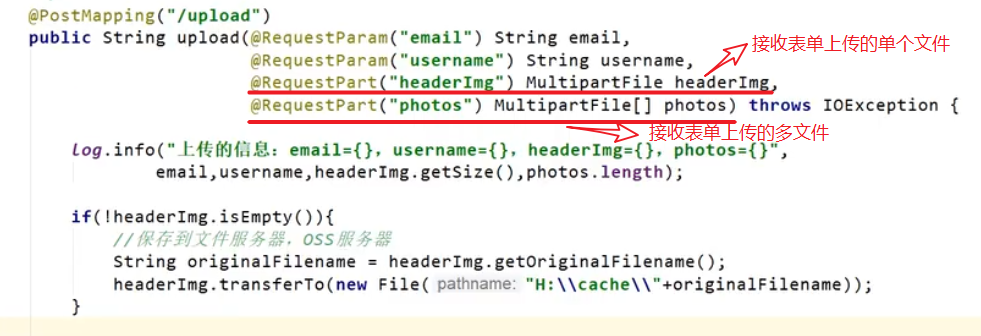 @PostMapping("/upload")
public String upload(@RequestParam("email") String email,
接收表单上传的单个文件
@RequestParam("username") String username,
@RequestPart("headerImg") MultipartFile headerImg,
@RequestPart("photos") MultipartFile[] photos) throws IOException {
接收表单上传的多文件
log.info("上传的信息：email={}，username={}，headerImg={}，photos={}",
email,username,headerImg.getSize(),photos.length);
if(!headerImg.isEmpty()){
//保存到文件服务器，OSS服务器
String originalFilename = headerImg.getOriginalFilename();
headerImg.transferTo(new File( pathname: "H:\\cache\\"+originalFilename));
}